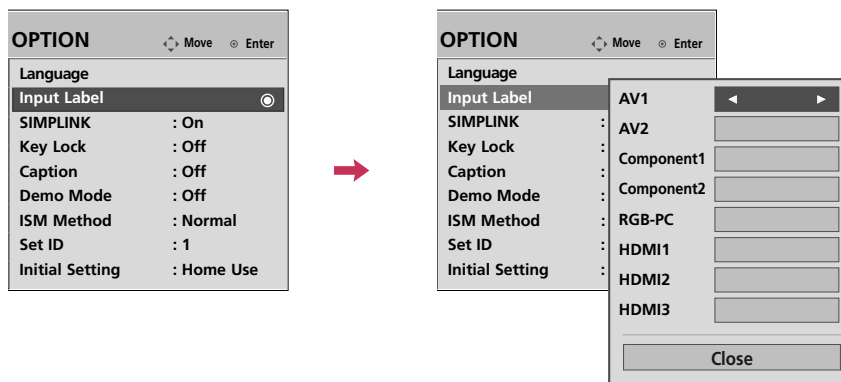 OPTION Move Enter
Language
Input Label
SIMPLINK : On
Key Lock : Off
Caption : Off
Demo Mode : Off
ISM Method : Normal
Set ID : 1
Initial Setting : Home Use
OPTION Move Enter
Language
Input Label
SIMPLINK :
Key Lock :
Caption :
Demo Mode :
ISM Method :
Set ID :
Initial Setting :
AV1
AV2
Component1
Component2
RGB-PC
HDMI1
HDMI2
HDMI3
Close